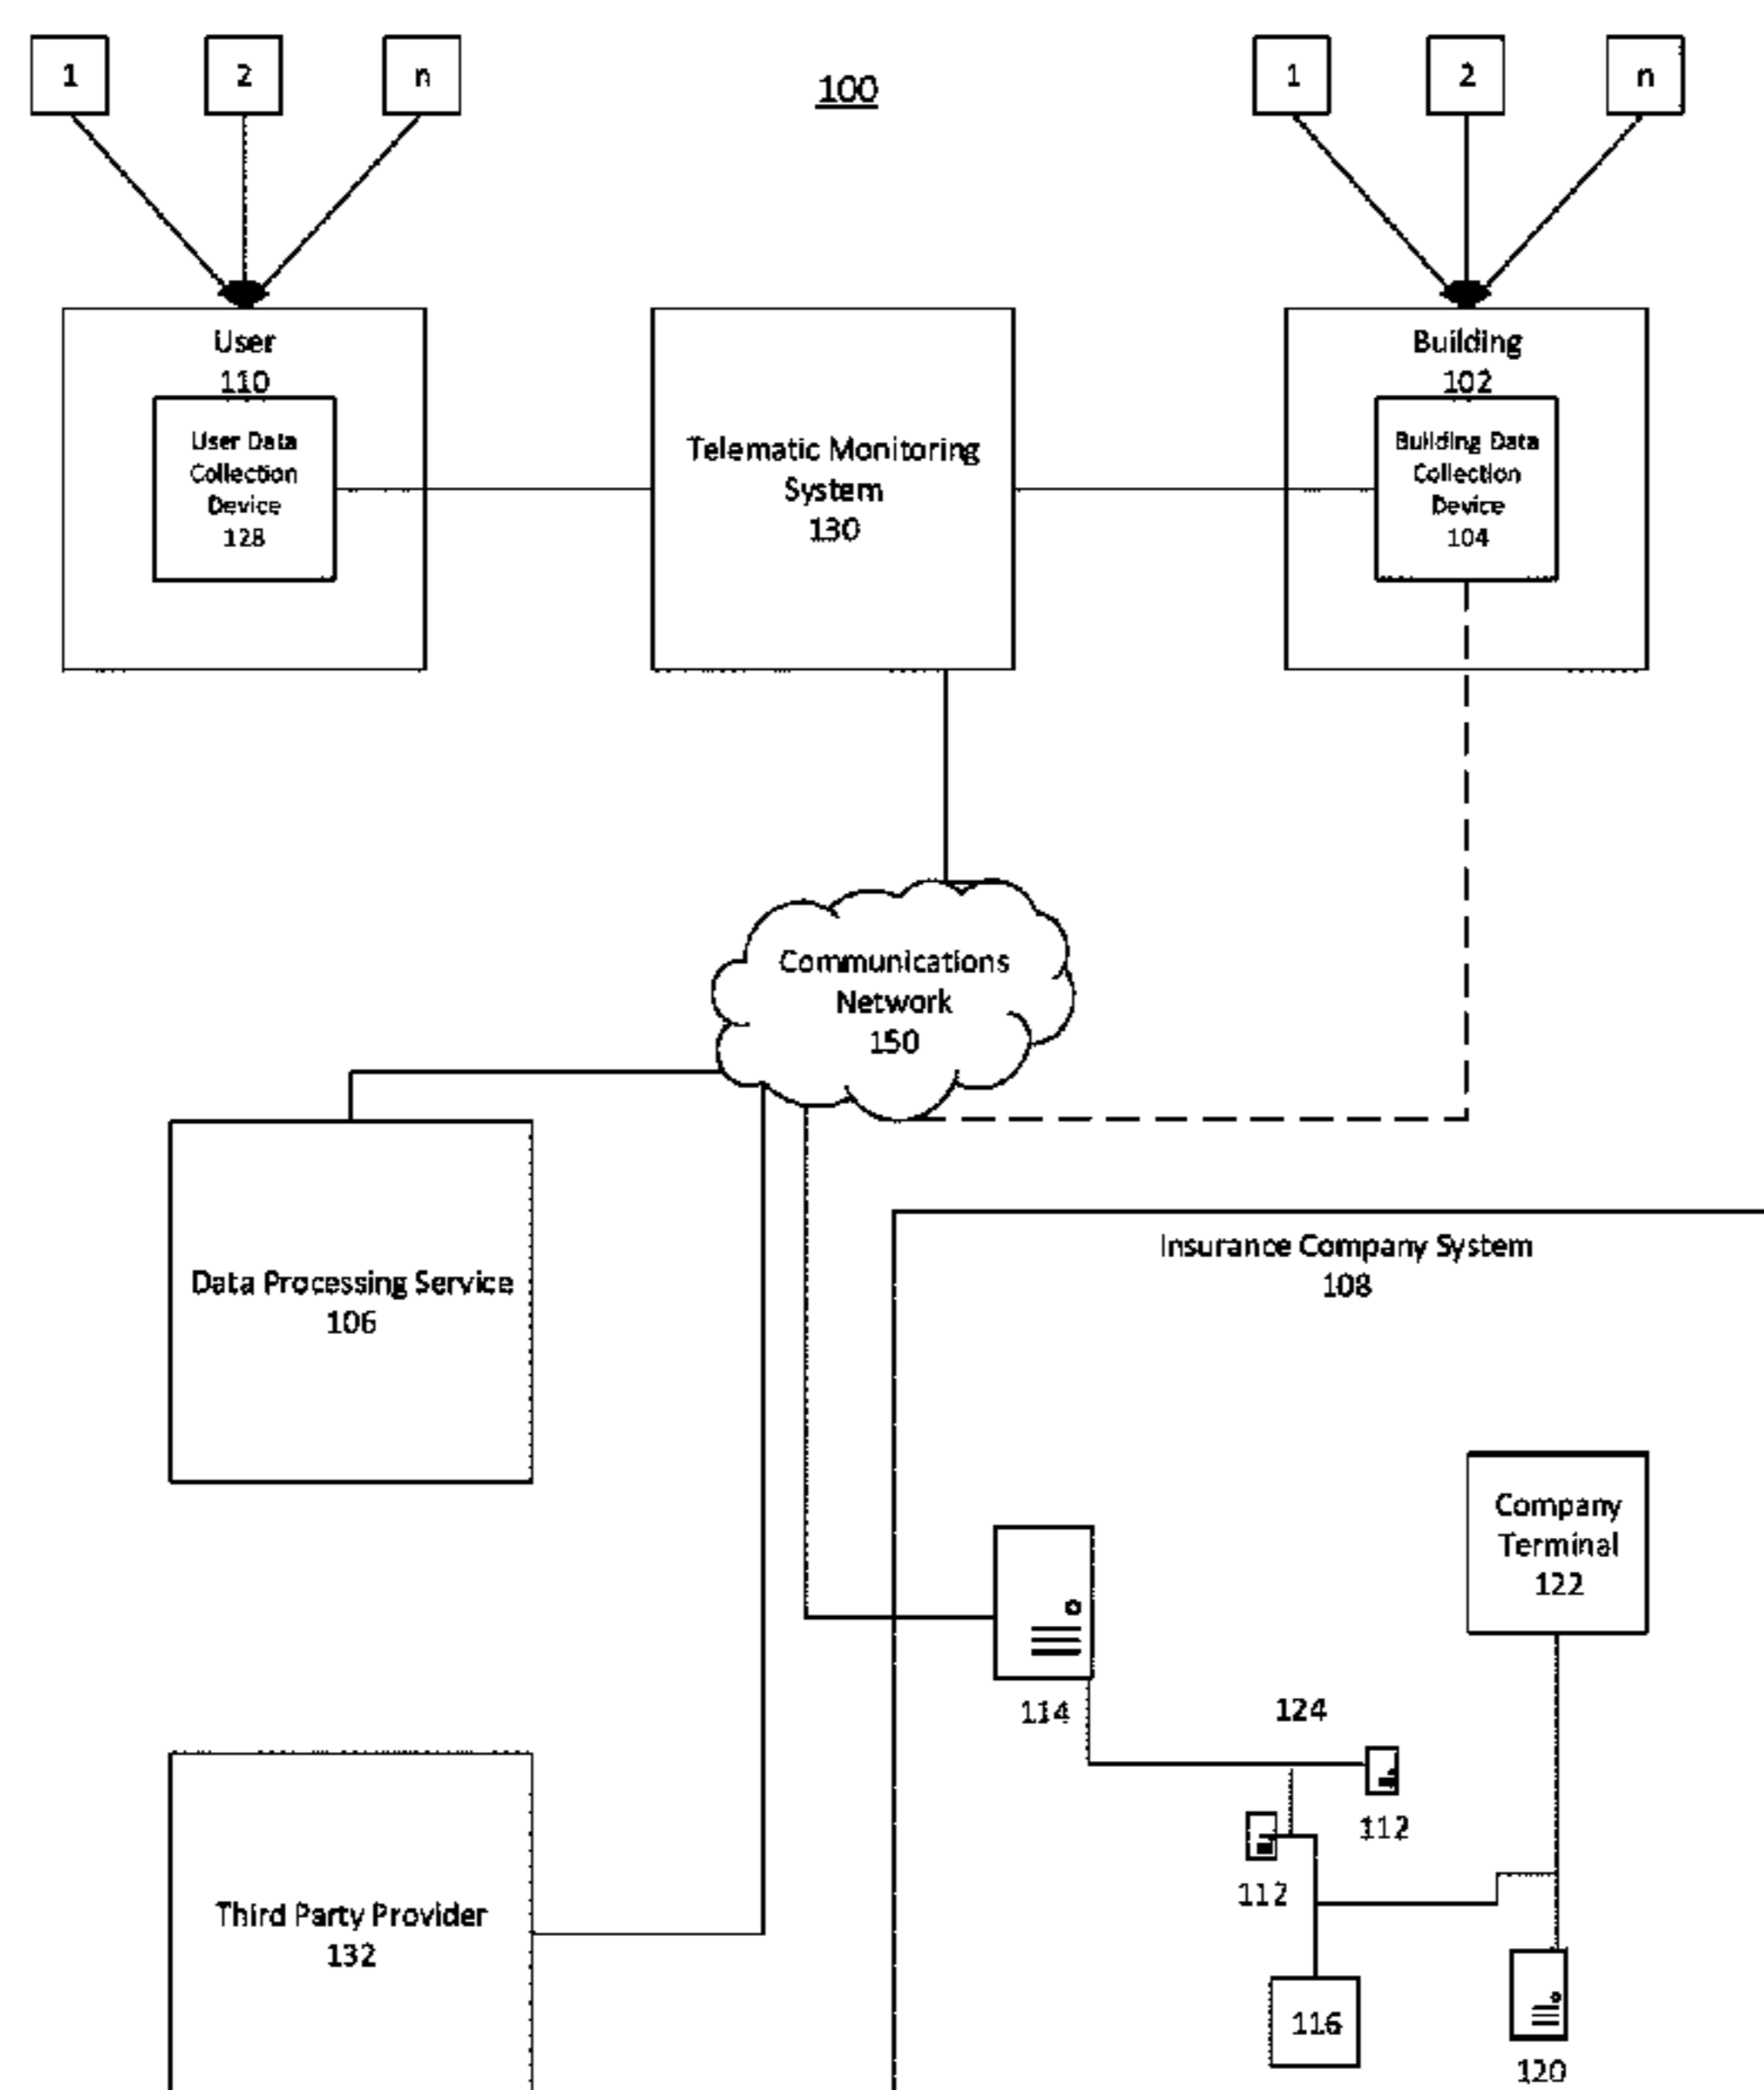 1 2 n
100
1 2 n
User
110
User Data
Collection
Device
128
Telematic Monitoring
System
130
Building
102
Building Data
Collection
Device
104
Communications
Network
150
Data Processing Service
106
Insurance Company System
108
Company
Terminal
122
114
124
112
112
Third Party Provider
132
116
120